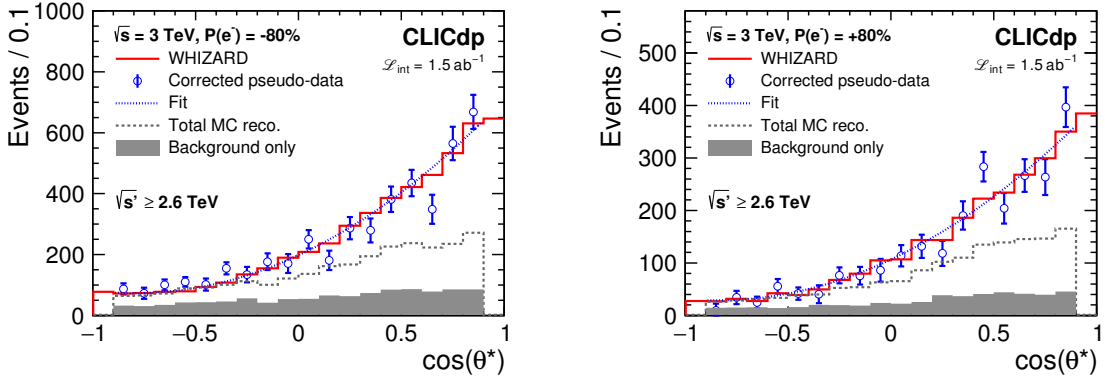 Events / 0.1
1000
800
600
400
200
0
√s = 3 TeV, P(e⁻) = -80%
CLICdp
WHIZARD
ℒint = 1.5 ab⁻¹
Corrected pseudo-data
Fit
Total MC reco.
Background only
√s' ≥ 2.6 TeV
−1 −0.5 0 0.5 1
cos(θ*)
Events / 0.1
500
400
300
200
100
0
√s = 3 TeV, P(e⁻) = +80%
CLICdp
WHIZARD
ℒint = 1.5 ab⁻¹
Corrected pseudo-data
Fit
Total MC reco.
Background only
√s' ≥ 2.6 TeV
−1 −0.5 0 0.5 1
cos(θ*)